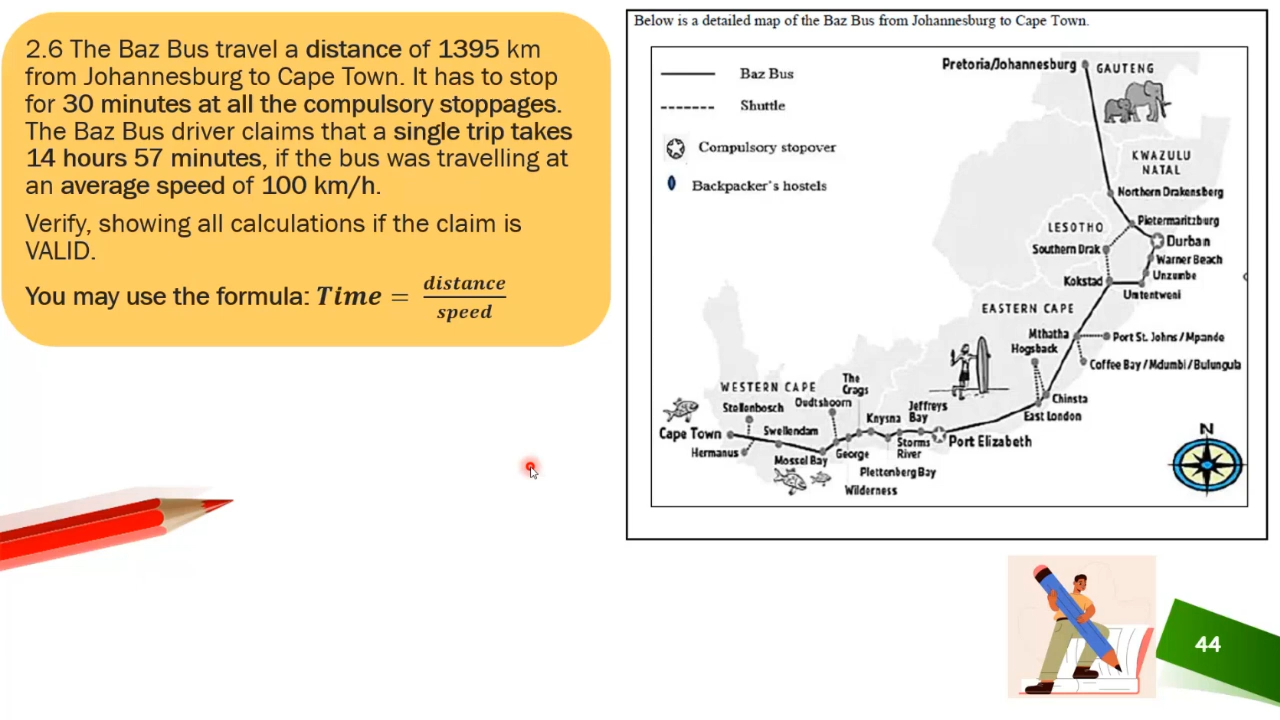 2.6 The Baz Bus travel a distance of 1395 km
from Johannesburg to Cape Town. It has to stop
for 30 minutes at all the compulsory stoppages.
The Baz Bus driver claims that a single trip takes
14 hours 57 minutes, if the bus was travelling at
an average speed of 100 km/h.
Verify, showing all calculations if the claim is
VALID.
You may use the formula: Time = distance / speed
Below is a detailed map of the Baz Bus from Johannesburg to Cape Town.
Baz Bus
Shuttle
Compulsory stopover
Backpacker's hostels
Pretoria/Johannesburg
GAUTENG
KWAZULU
NATAL
Northern Drakensberg
Pietermaritzburg
LESOTHO
Durban
Southern Drak
Warner Beach
Unzumbe
Kokstad
Umtentweni
EASTERN CAPE
Mthatha
Port St. Johns / Mpande
Hogsback
Coffee Bay / Mdumbi / Bulungula
Chinsta
East London
WESTERN CAPE
The
Crags
Stellenbosch
Oudtshoorn
Jeffreys
Bay
Knysna
Swellendam
Cape Town
Storms
River
Port Elizabeth
Hermanus
Mossel Bay
George
Plettenberg Bay
Wilderness
N
44